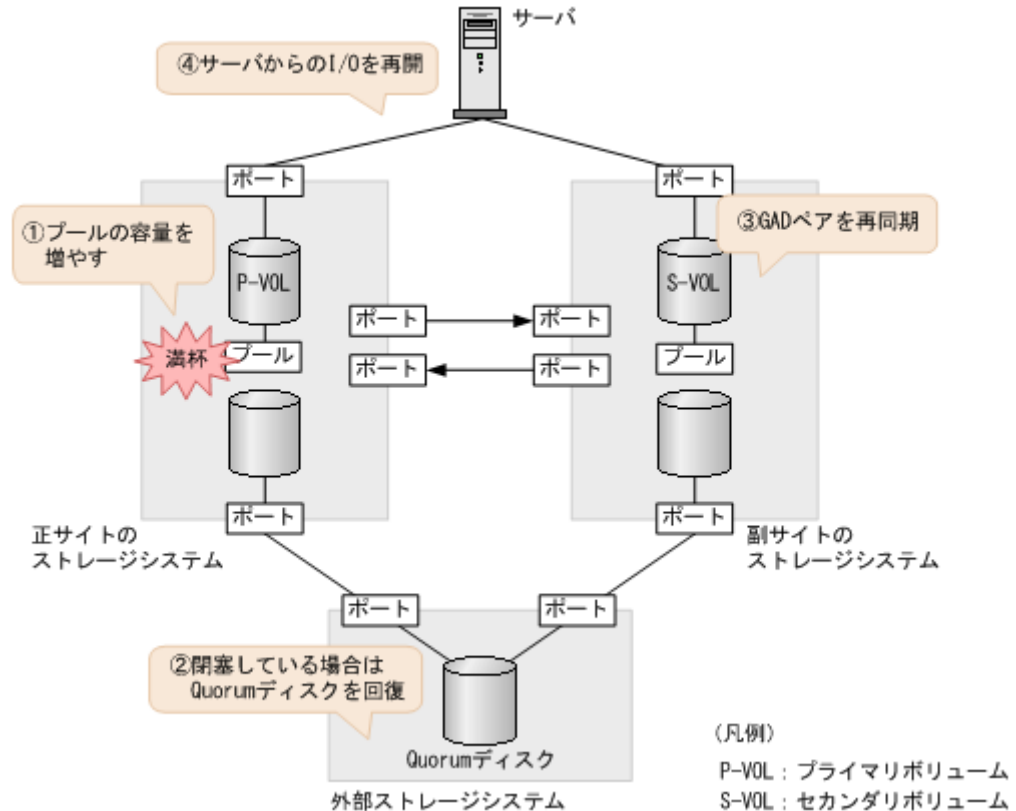 サーバ
④サーバからのI/Oを再開
ポート
ポート
①プールの容量を
増やす
③GADペアを再同期
P-VOL
S-VOL
ポート
ポート
満杯
プール
ポート
ポート
プール
ポート
ポート
正サイトの
ストレージシステム
副サイトの
ストレージシステム
ポート
ポート
②閉塞している場合は
Quorumディスクを回復
Quorumディスク
外部ストレージシステム
(凡例)
P-VOL:プライマリボリューム
S-VOL:セカンダリボリューム